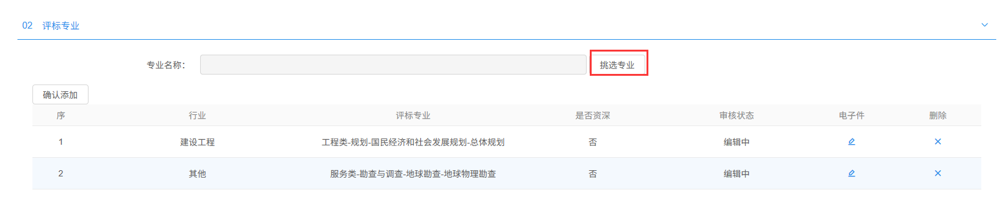 02 评标专业
专业名称： 挑选专业
确认添加
序 行业 评标专业 是否资深 审核状态 电子件 删除
1 建设工程 工程类-规划-国民经济和社会发展规划-总体规划 否 编辑中
2 其他 服务类-勘查与调查-地球勘查-地球物理勘查 否 编辑中